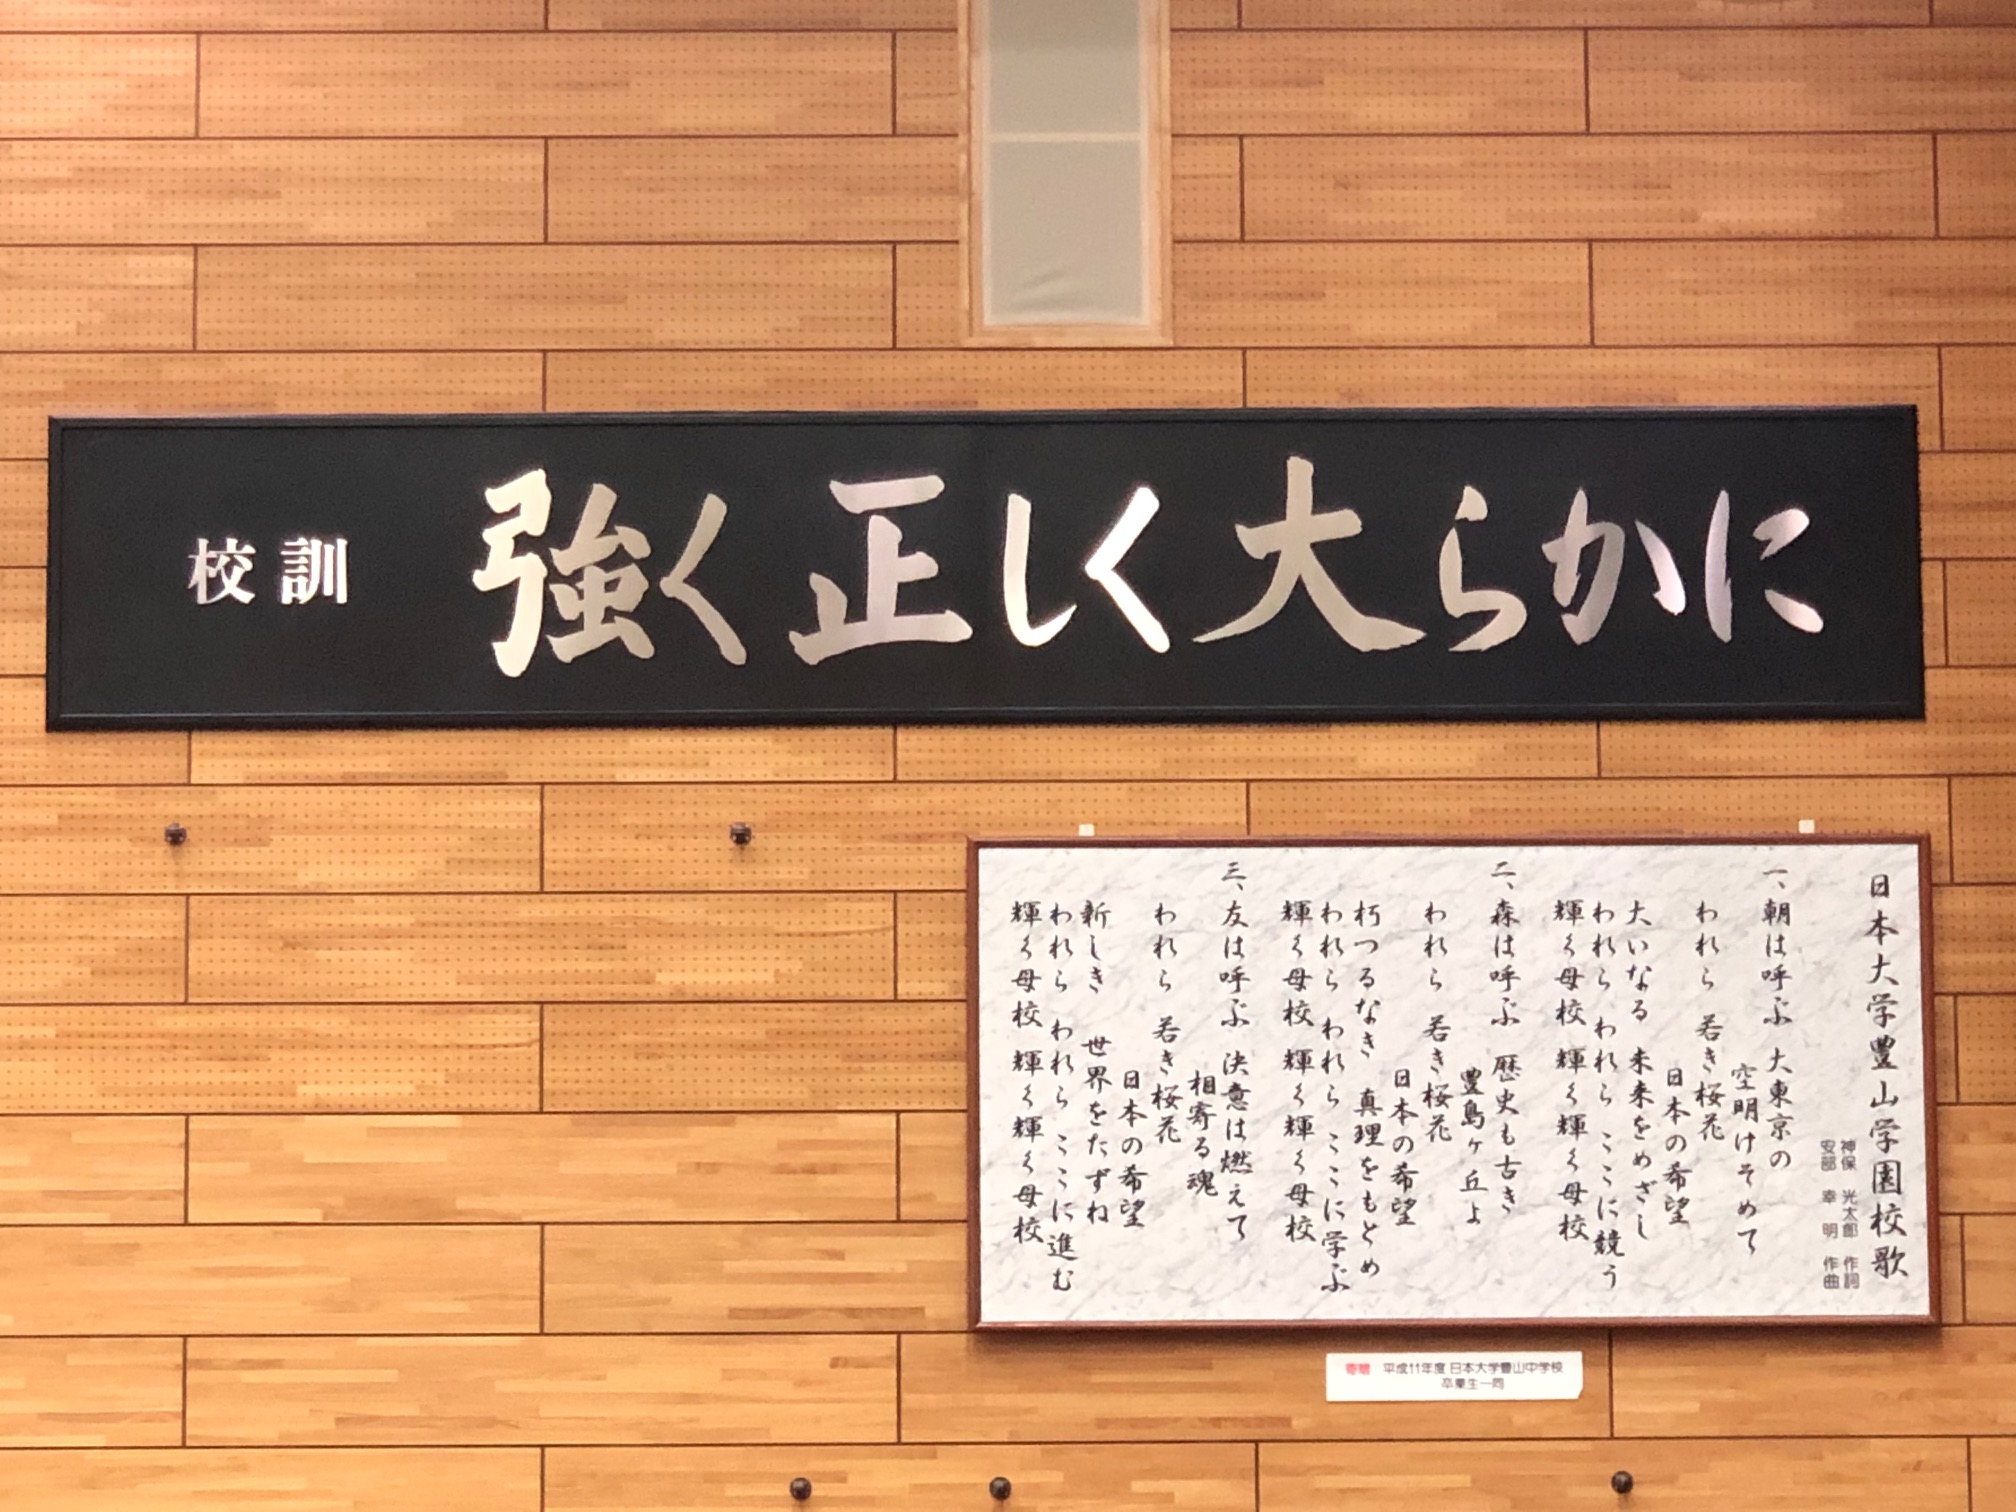 校訓 強く正しく大らかに
日本大学豊山学園校歌
神保 光太郎 作詞
安部 幸明 作曲
一、朝は呼ぶ 大東京の
空明けそめて
われら 若き桜花
日本の希望
大いなる 未来をめざし
われら われら ここに競う
輝く母校 輝く輝く母校
二、森は呼ぶ 歴史も古き
豊島ヶ丘よ
われら 若き桜花
日本の希望
朽つるなき 真理をもとめ
われら われら ここに学ぶ
輝く母校 輝く輝く母校
三、友は呼ぶ 決意は燃えて
相寄る魂
われら 若き桜花
日本の希望
新しき 世界をたずね
われら われら ここに進む
輝く母校 輝く輝く母校
寄贈 平成11年度 日本大学豊山中学校
卒業生一同